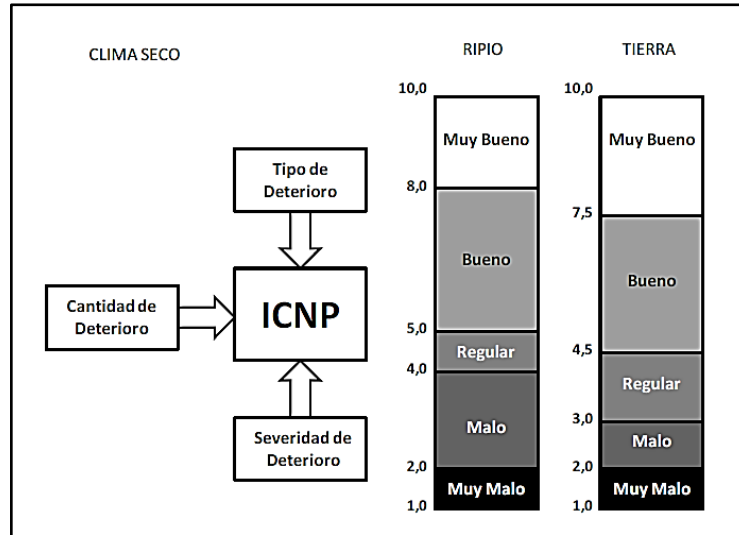 CLIMA SECO
Tipo de
Deterioro
Cantidad de
Deterioro
ICNP
Severidad de
Deterioro
RIPIO
10,0
Muy Bueno
8,0
Bueno
5,0
Regular
4,0
Malo
2,0
Muy Malo
1,0
TIERRA
10,0
Muy Bueno
7,5
Bueno
4,5
Regular
3,0
Malo
2,0
Muy Malo
1,0